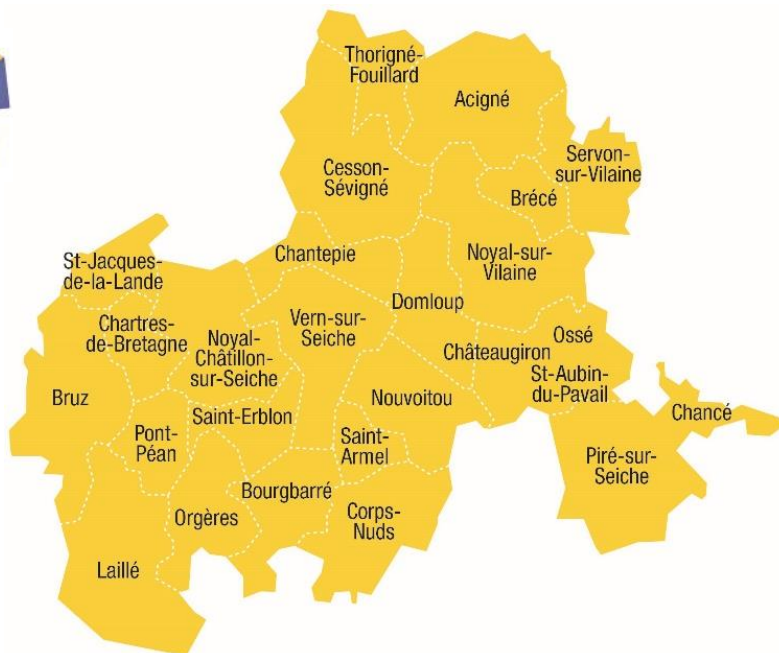 Thorigné-
Fouillard
Acigné
Servon-
sur-Vilaine
Cesson-
Sévigné
Brécé
St-Jacques-
de-la-Lande
Chantepie
Noyal-sur-
Vilaine
Domloup
Chartres-
de-Bretagne
Noyal-
Châtillon-
sur-Seiche
Vern-sur-
Seiche
Châteaugiron
Ossé
St-Aubin-
du-Pavail
Bruz
Saint-Erblon
Nouvoitou
Chancé
Pont-
Péan
Saint-
Armel
Piré-sur-
Seiche
Bourgbarré
Orgères
Corps-
Nuds
Laillé